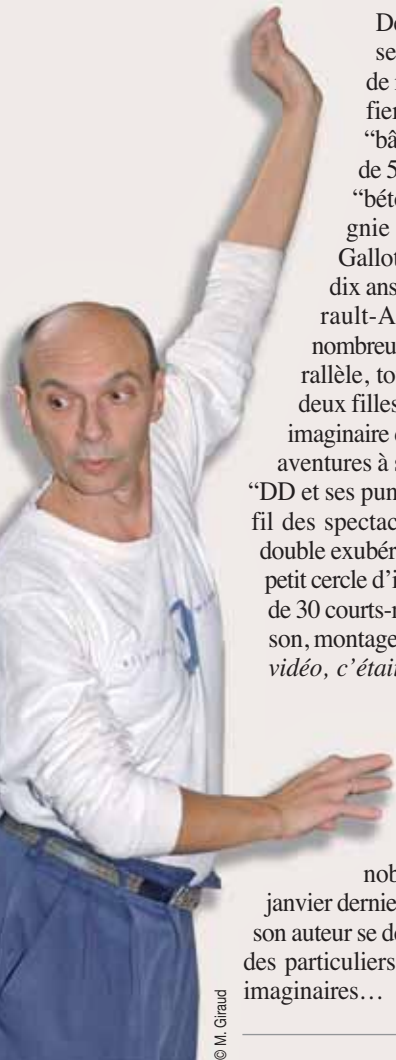 De
se
de
fier
“bâ
de 5
“béto
gnie
Gallot
dix ans
rault-A
nombreu
rallèle, to
deux filles
imaginaire
aventures à s
“DD et ses pun
fil des spectac
double exubér
petit cercle d’i
de 30 courts-
son, montage
vidéo, c’étai
nob
janvier dernie
son auteur se d
des particuliers
imaginaires…
© M. Giraud